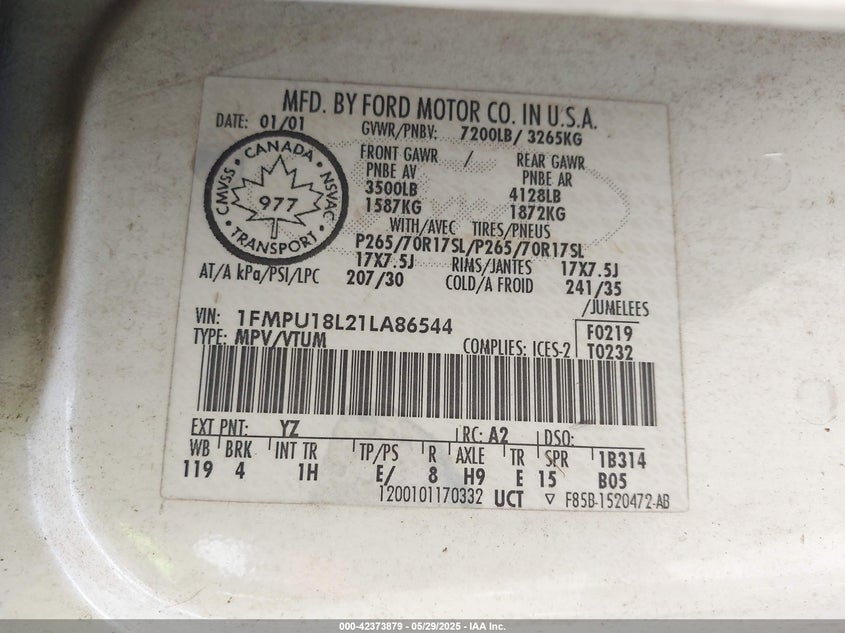 MFD. BY FORD MOTOR CO. IN U.S.A.
DATE: 01/01 GVWR/PNBV: 7200LB/ 3265KG
FRONT GAWR / REAR GAWR
PNBE AV PNBE AR
3500LB 4128LB
1587KG 1872KG
CANADA
CMVSS NSVAC
977
TRANSPORT
WITH/AVEC TIRES/PNEUS
P265/70R17SL/P265/70R17SL
17X7.5J RIMS/JANTES 17X7.5J
AT/A kPa/PSI/LPC 207/30 COLD/A FROID 241/35
/JUMELEES
VIN: 1FMPU18L21LA86544 F0219
TYPE: MPV/VTUM COMPLIES: ICES-2 T0232
EXT PNT: YZ RC: A2 DSO:
WB BRK INT TR TP/PS R AXLE TR SPR 1B314
119 4 1H E/ 8 H9 E 15 B05
1200101170332 UCT ▽ F85B-1520472-AB
000-42373879 - 05/29/2025 - IAA Inc.